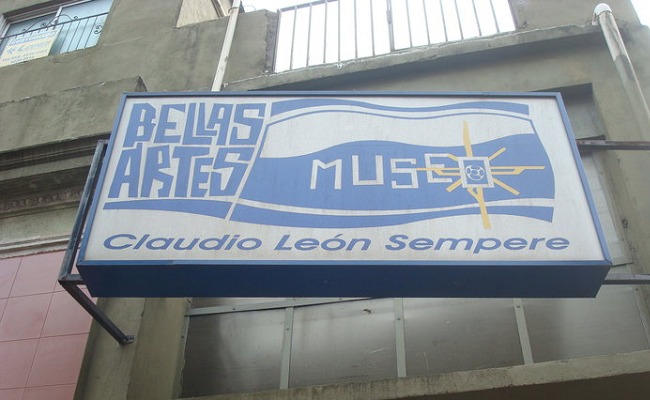 BELLAS
ARTES
MUSEO
Claudio León Sempere